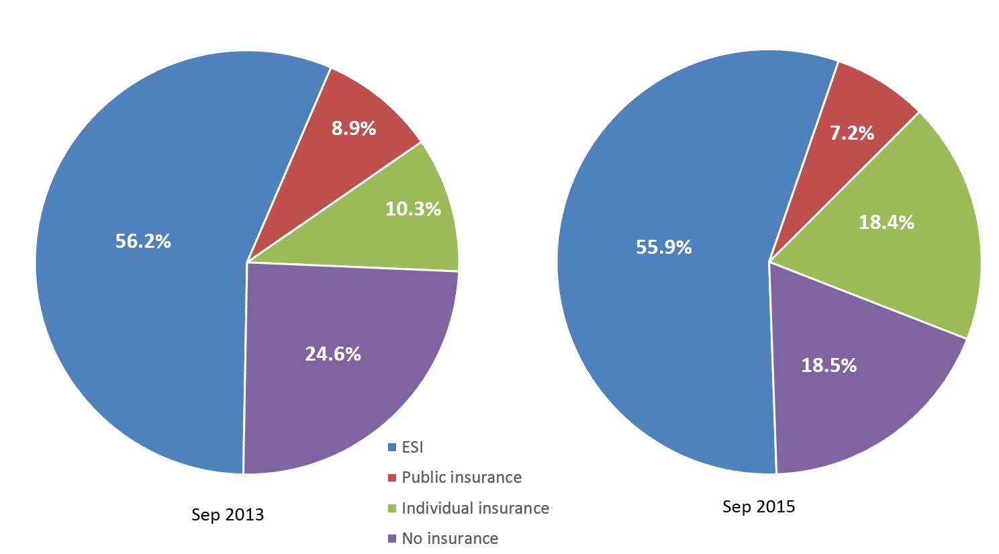 8.9%
7.2%
10.3%
18.4%
56.2%
55.9%
24.6%
18.5%
ESI
Public insurance
Individual insurance
No insurance
Sep 2013
Sep 2015